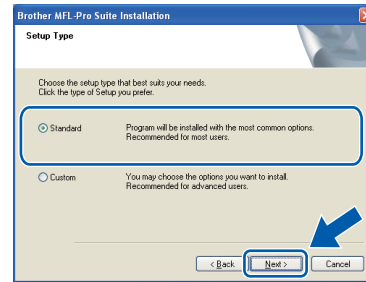 Brother MFL-Pro Suite Installation
Setup Type
Choose the setup type that best suits your needs.
Click the type of Setup you prefer.
Standard
Program will be installed with the most common options.
Recommended for most users.
Custom
You may choose the options you want to install.
Recommended for advanced users.
< Back
Next >
Cancel